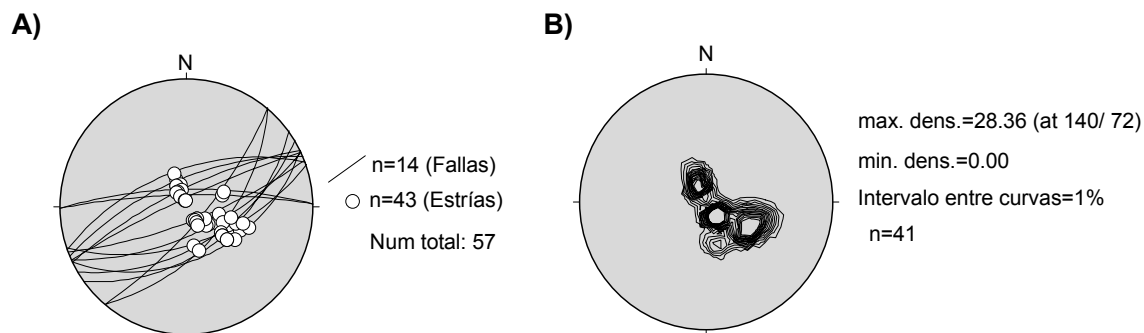 A)
N
n=14 (Fallas)
n=43 (Estrías)
Num total: 57
B)
N
max. dens.=28.36 (at 140/ 72)
min. dens.=0.00
Intervalo entre curvas=1%
n=41